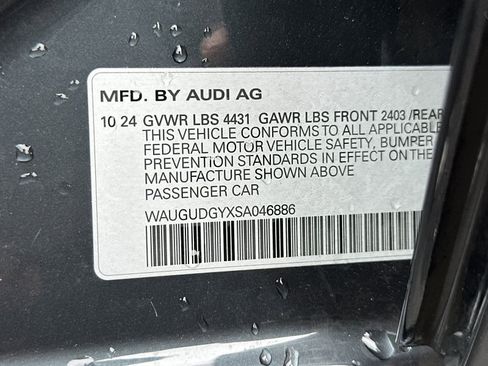 MFD. BY AUDI AG
10 24 GVWR LBS 4431 GAWR LBS FRONT 2403 /REAR
THIS VEHICLE CONFORMS TO ALL APPLICABLE
FEDERAL MOTOR VEHICLE SAFETY, BUMPER
PREVENTION STANDARDS IN EFFECT ON
MANUFACTURE SHOWN ABOVE
PASSENGER CAR
WAUGUDGYXSA046886